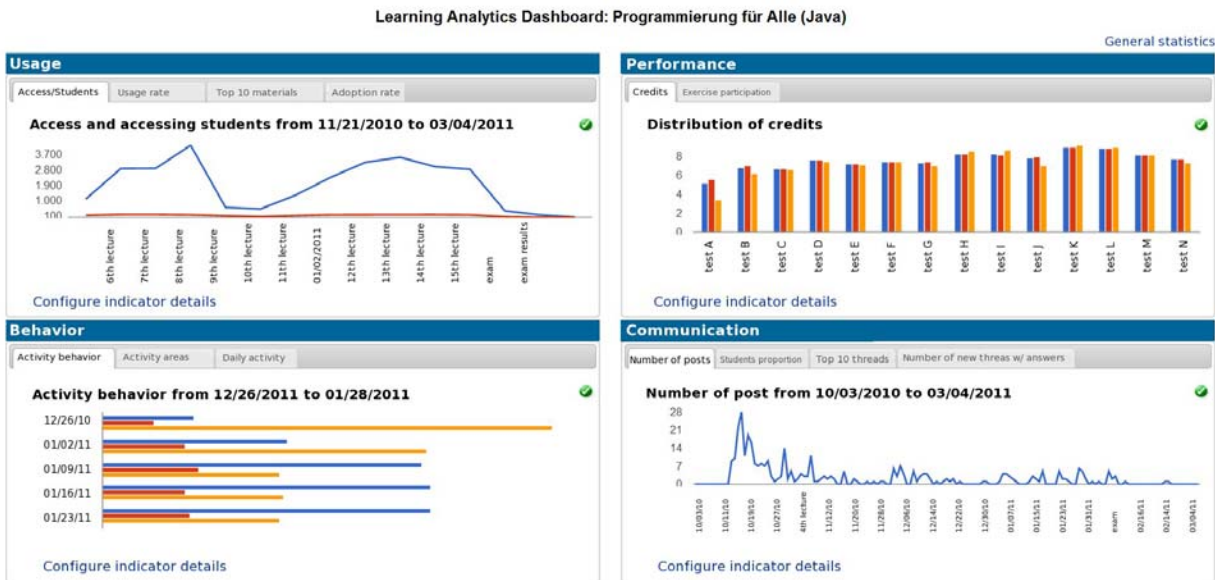 Learning Analytics Dashboard: Programmierung für Alle (Java)
General statistics
Usage
Access/Students Usage rate Top 10 materials Adoption rate
Access and accessing students from 11/21/2010 to 03/04/2011
3.700
2.800
1.900
1.000
100
6th lecture
7th lecture
8th lecture
9th lecture
10th lecture
11th lecture
01/02/2011
12th lecture
13th lecture
14th lecture
15th lecture
exam
exam results
Configure indicator details
Performance
Credits Exercise participation
Distribution of credits
8
6
4
2
0
test A
test B
test C
test D
test E
test F
test G
test H
test I
test J
test K
test L
test M
test N
Configure indicator details
Behavior
Activity behavior Activity areas Daily activity
Activity behavior from 12/26/2011 to 01/28/2011
12/26/10
01/02/11
01/09/11
01/16/11
01/23/11
Configure indicator details
Communication
Number of posts Students proportion Top 10 threads Number of new threas w/ answers
Number of post from 10/03/2010 to 03/04/2011
28
21
14
7
0
10/03/10
10/11/10
10/19/10
10/27/10
4th lecture
11/12/10
11/20/10
11/28/10
12/06/10
12/14/10
12/22/10
12/30/10
01/07/11
01/15/11
01/23/11
01/31/11
exam
02/16/11
02/14/11
03/04/11
Configure indicator details